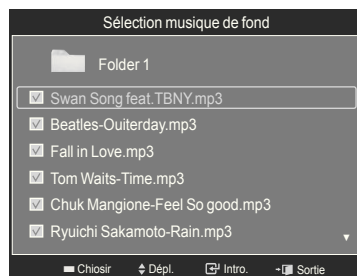 Sélection musique de fond
Folder 1
Swan Song feat.TBNY.mp3
Beatles-Ouiterday.mp3
Fall in Love.mp3
Tom Waits-Time.mp3
Chuk Mangione-Feel So good.mp3
Ryuichi Sakamoto-Rain.mp3
Chiosir Dépl. Intro. Sortie